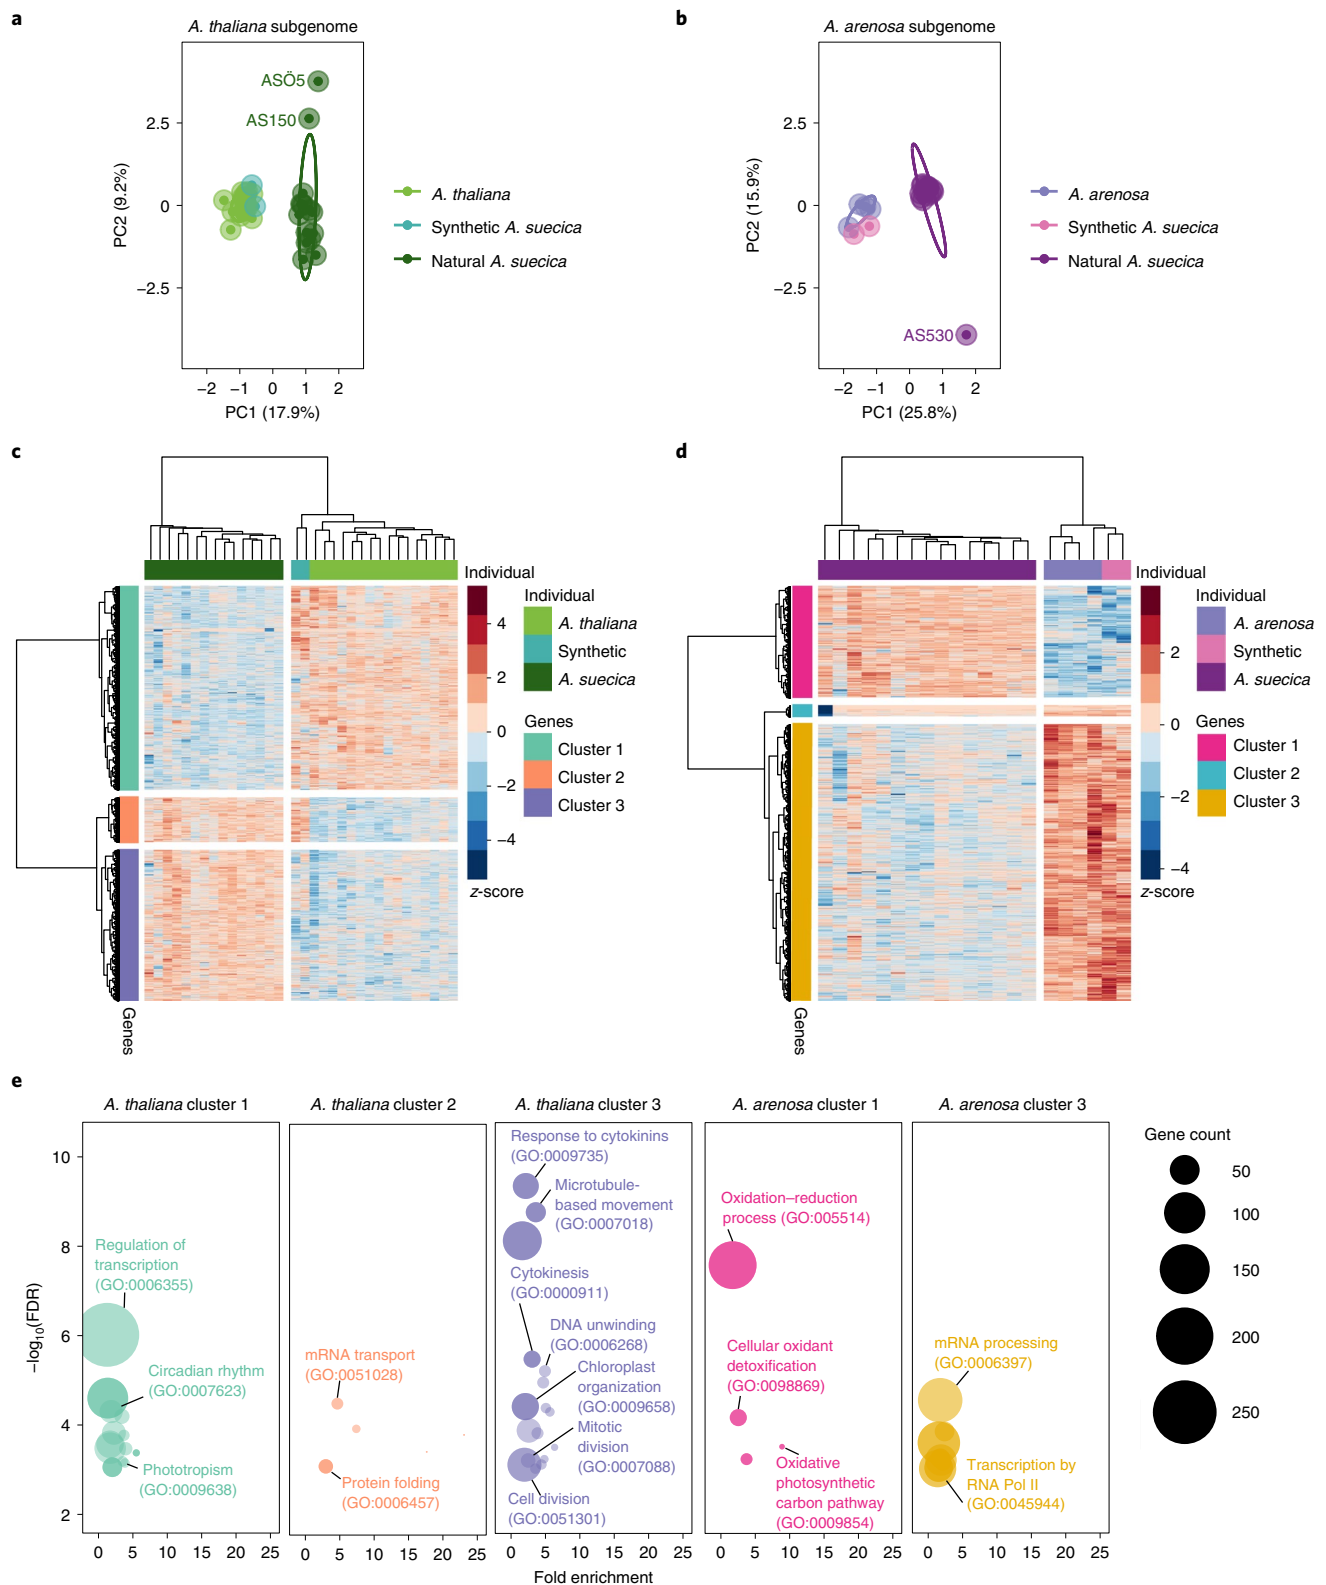 a
A. thaliana subgenome
ASÖ5
AS150
2.5
0
−2.5
PC2 (9.2%)
−2 −1 0 1 2
PC1 (17.9%)
A. thaliana
Synthetic A. suecica
Natural A. suecica
b
A. arenosa subgenome
2.5
0
−2.5
PC2 (15.9%)
AS530
−2 −1 0 1 2
PC1 (25.8%)
A. arenosa
Synthetic A. suecica
Natural A. suecica
c
Individual
4
2
0
−2
−4
z-score
Individual
A. thaliana
Synthetic
A. suecica
Genes
Cluster 1
Cluster 2
Cluster 3
Genes
d
Individual
2
0
−2
−4
z-score
Individual
A. arenosa
Synthetic
A. suecica
Genes
Cluster 1
Cluster 2
Cluster 3
Genes
e
A. thaliana cluster 1
A. thaliana cluster 2
A. thaliana cluster 3
A. arenosa cluster 1
A. arenosa cluster 3
−log10(FDR)
10
8
6
4
2
Regulation of
transcription
(GO:0006355)
Circadian rhythm
(GO:0007623)
Phototropism
(GO:0009638)
0 5 10 15 20 25
mRNA transport
(GO:0051028)
Protein folding
(GO:0006457)
0 5 10 15 20 25
Response to cytokinins
(GO:0009735)
Microtubule-
based movement
(GO:0007018)
Cytokinesis
(GO:0000911)
DNA unwinding
(GO:0006268)
Chloroplast
organization
(GO:0009658)
Mitotic
division
(GO:0007088)
Cell division
(GO:0051301)
0 5 10 15 20 25
Oxidation–reduction
process (GO:005514)
Cellular oxidant
detoxification
(GO:0098869)
Oxidative
photosynthetic
carbon pathway
(GO:0009854)
0 5 10 15 20 25
mRNA processing
(GO:0006397)
Transcription by
RNA Pol II
(GO:0045944)
0 5 10 15 20 25
Fold enrichment
Gene count
50
100
150
200
250